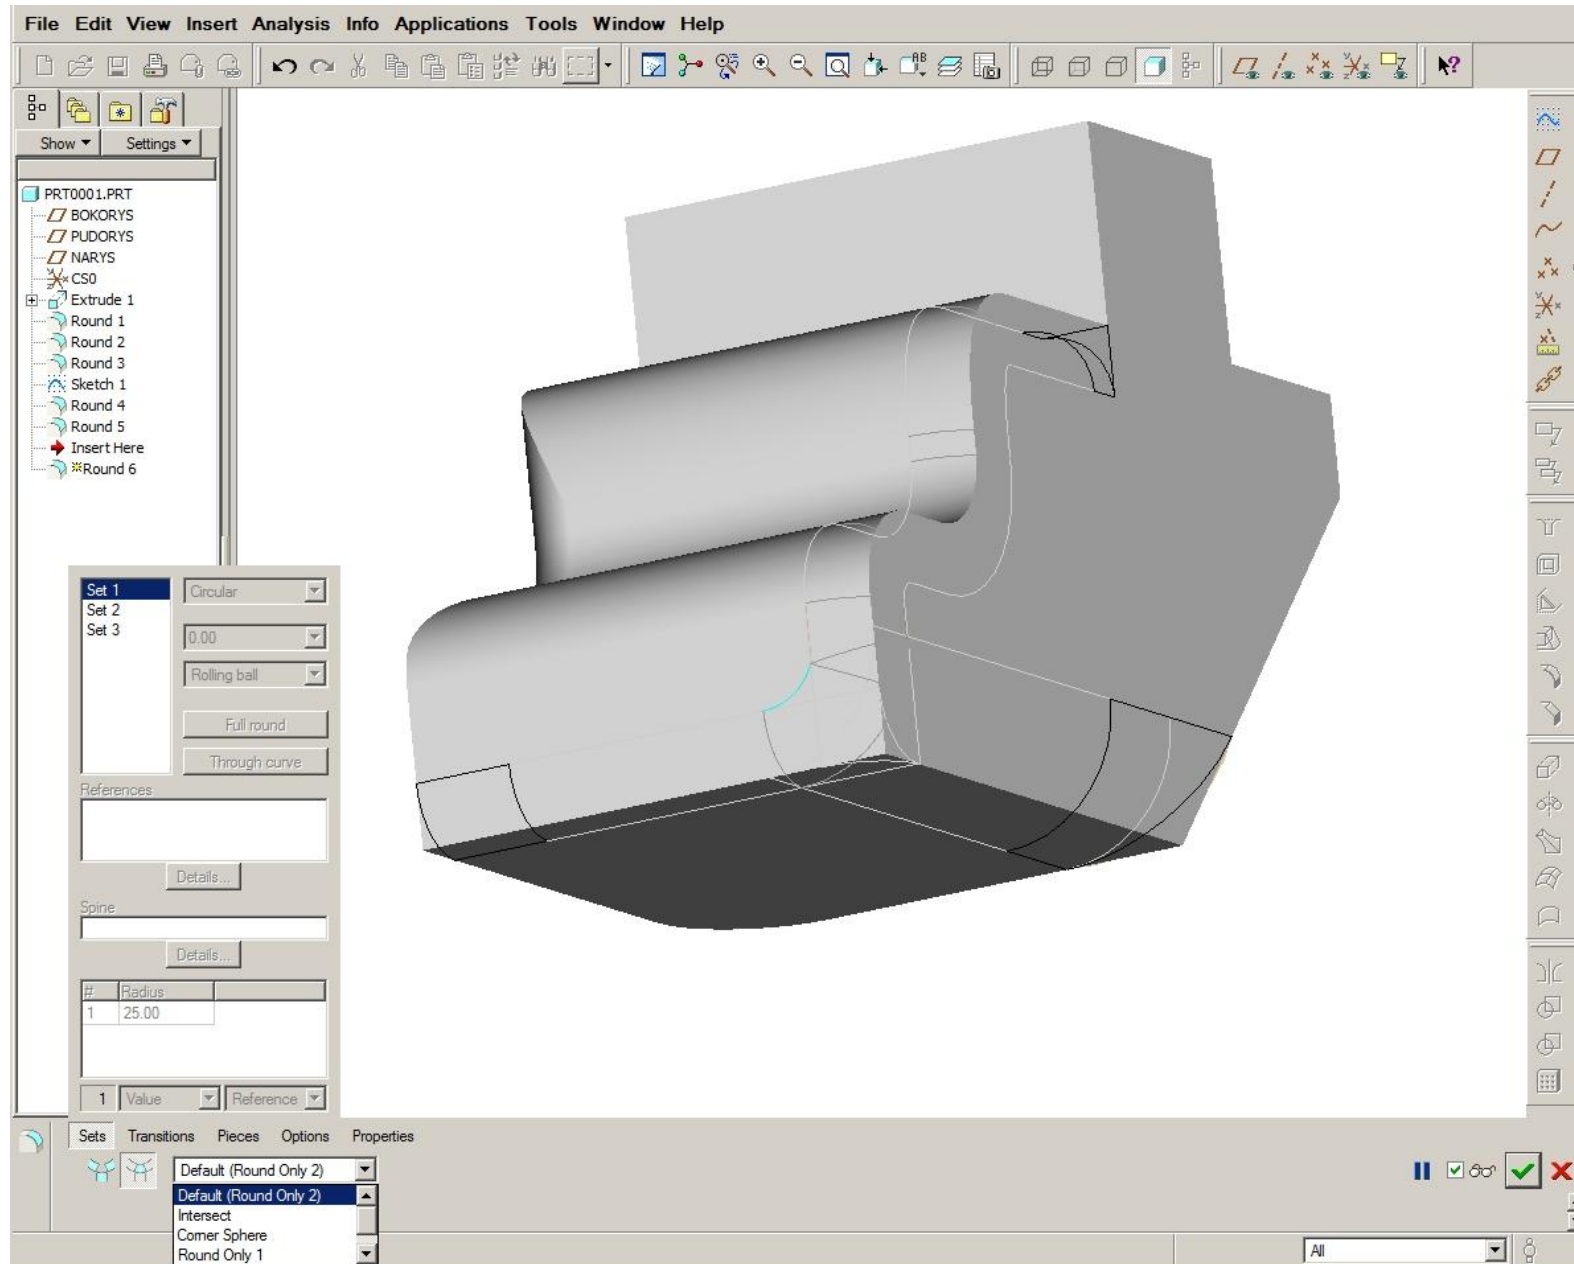 File Edit View Insert Analysis Info Applications Tools Window Help
Show Settings
PRT0001.PRT
BOKORYS
PUDORYS
NARYS
CS0
Extrude 1
Round 1
Round 2
Round 3
Sketch 1
Round 4
Round 5
Insert Here
Round 6
Set 1
Set 2
Set 3
Circular
0.00
Rolling ball
Full round
Through curve
References
Details...
Spine
Details...
# Radius
1 25.00
1 Value Reference
Sets Transitions Pieces Options Properties
Default (Round Only 2)
Default (Round Only 2)
Intersect
Corner Sphere
Round Only 1
All